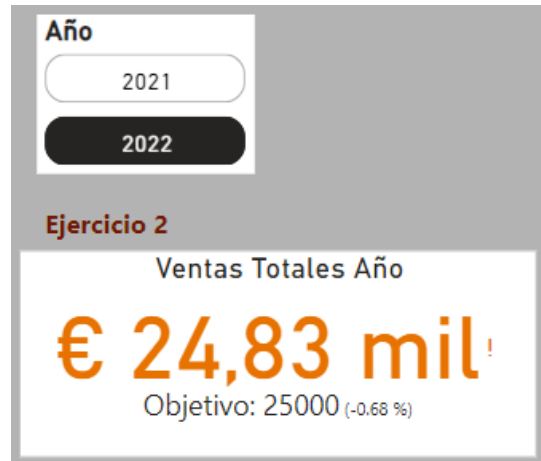 Año
2021
2022
Ejercicio 2
Ventas Totales Año
€ 24,83 mil !
Objetivo: 25000 (-0.68 %)